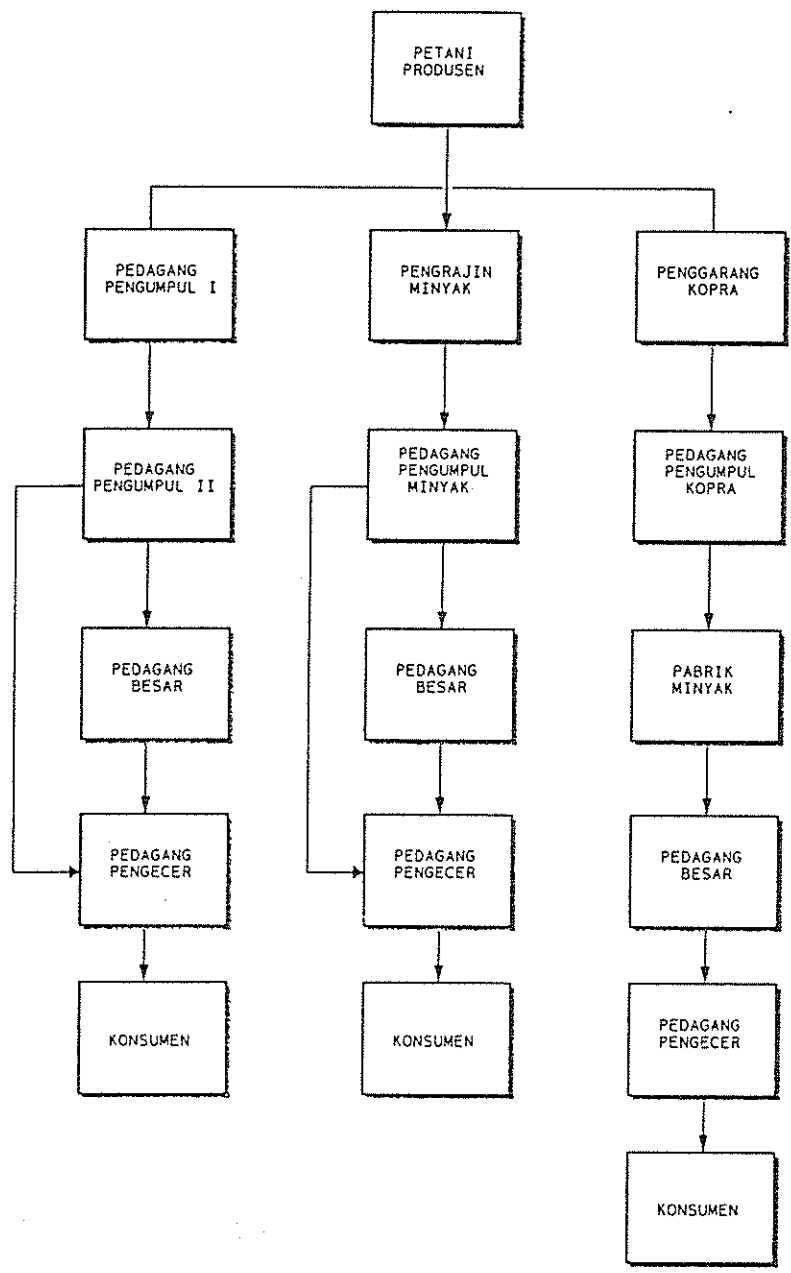 PETANI
PRODUSEN
PEDAGANG
PENGUMPUL I
PENGRAJIN
MINYAK
PENGGARANG
KOPRA
PEDAGANG
PENGUMPUL II
PEDAGANG
PENGUMPUL
MINYAK
PEDAGANG
PENGUMPUL
KOPRA
PEDAGANG
BESAR
PEDAGANG
BESAR
PABRIK
MINYAK
PEDAGANG
PENGECER
PEDAGANG
PENGECER
PEDAGANG
BESAR
KONSUMEN
KONSUMEN
PEDAGANG
PENGECER
KONSUMEN